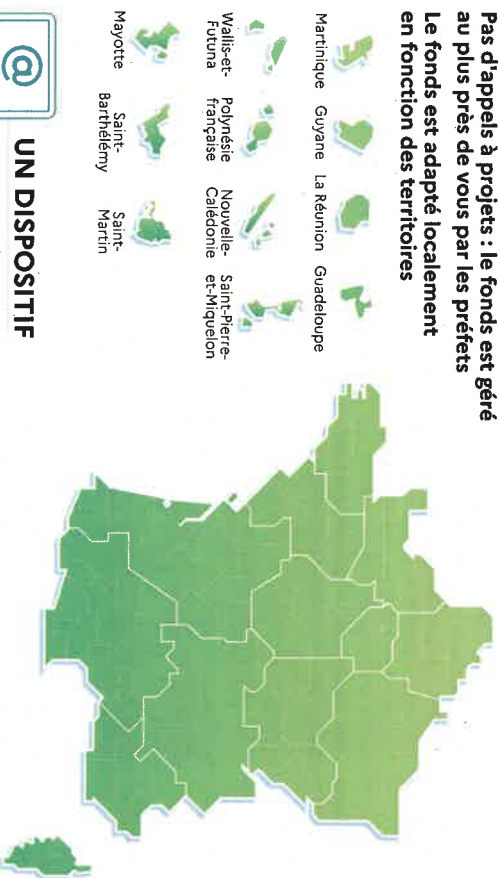 Pas d'appels à projets : le fonds est géré
au plus près de vous par les préfets
Le fonds est adapté localement
en fonction des territoires
Martinique
Guyane
La Réunion
Guadeloupe
Wallis-et-
Futuna
Polynésie
française
Nouvelle-
Calédonie
Saint-Pierre-
et-Miquelon
Mayotte
Saint-
Barthélémy
Saint-
Martin
@
UN DISPOSITIF